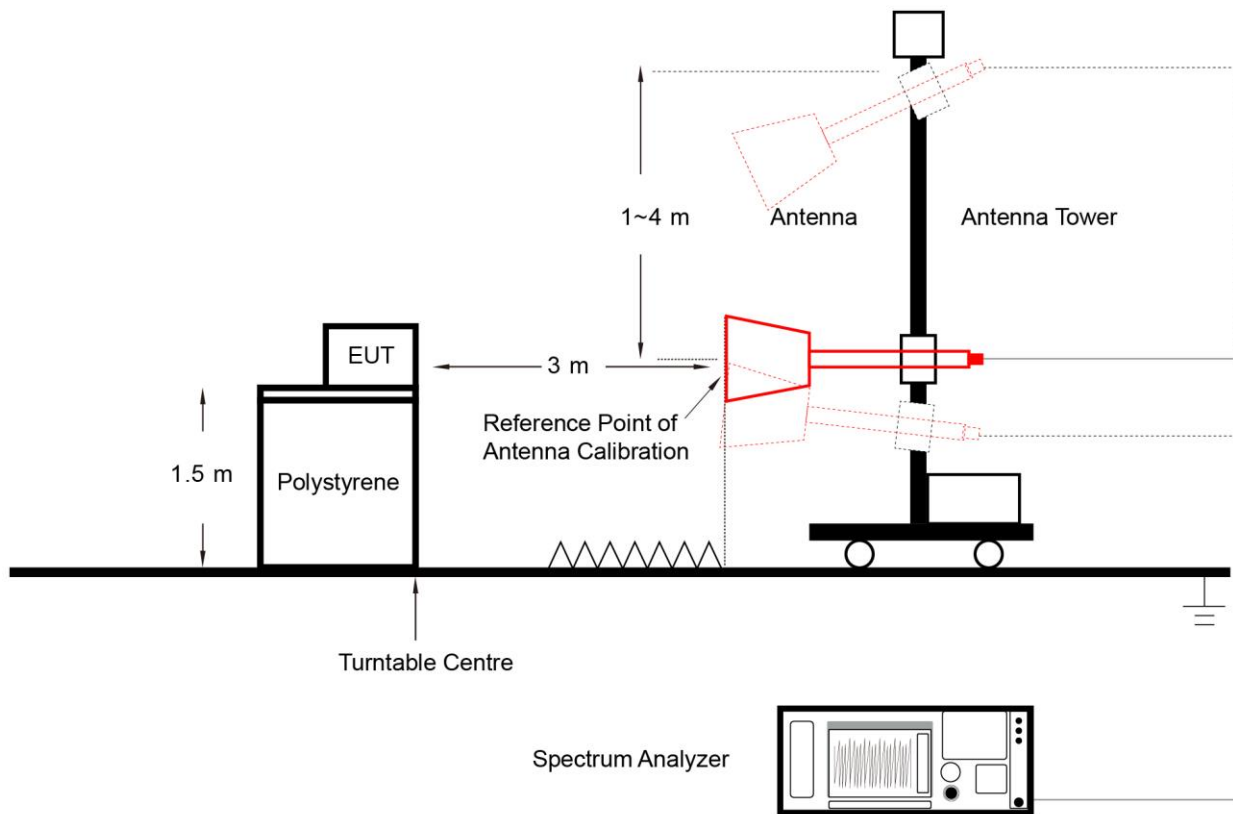 1~4 m
Antenna
Antenna Tower
EUT
3 m
Reference Point of
Antenna Calibration
1.5 m
Polystyrene
Turntable Centre
Spectrum Analyzer